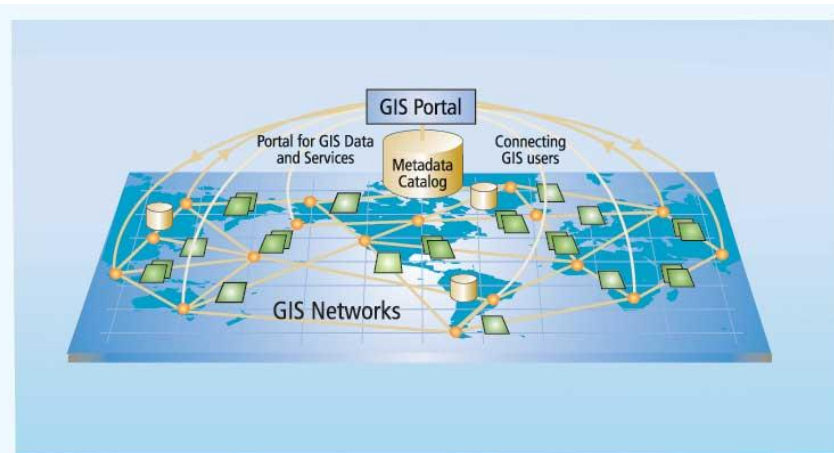 GIS Portal
Portal for GIS Data
and Services
Metadata
Catalog
Connecting
GIS users
GIS Networks